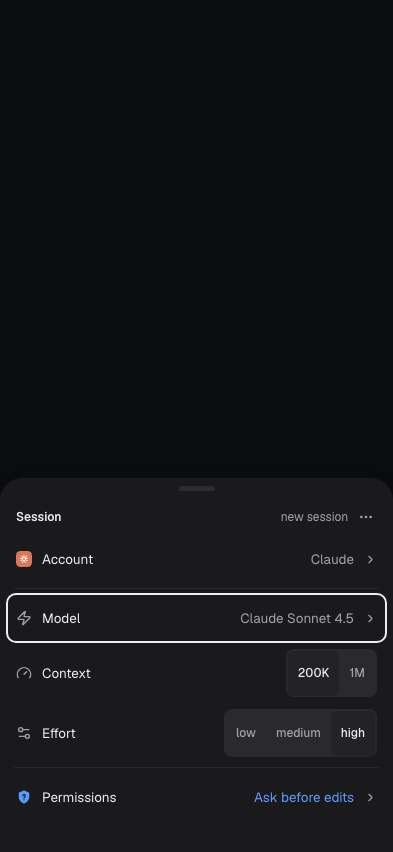 Session new session ...
Account Claude
Model Claude Sonnet 4.5
Context 200K 1M
Effort low medium high
Permissions Ask before edits